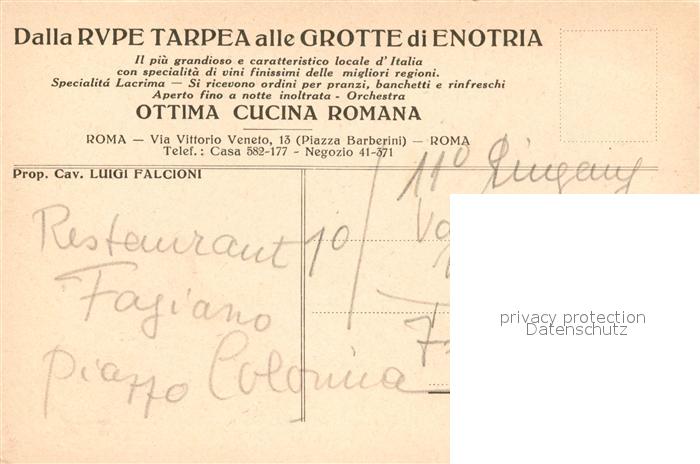 Dalla RVPE TARPEA alle GROTTE di ENOTRIA
Il più grandioso e caratteristico locale d' Italia
con specialità di vini finissimi delle migliori regioni.
Specialitá Lacrima — Si ricevono ordini per pranzi, banchetti e rinfreschi
Aperto fino a notte inoltrata - Orchestra
OTTIMA CUCINA ROMANA
ROMA — Via Vittorio Veneto, 13 (Piazza Barberini) — ROMA
Telef.: Casa 582-177 - Negozio 41-371
Prop. Cav. LUIGI FALCIONI
11º
Restaurant 10
Fagiano
piazzo Colonna
privacy protection
Datenschutz